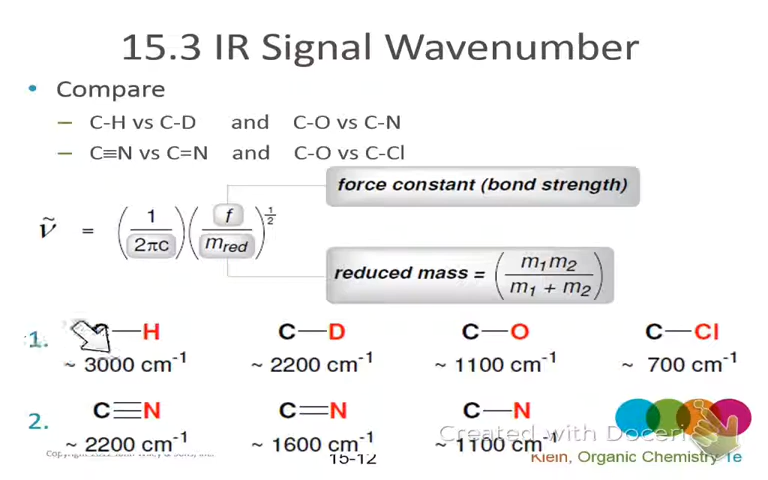 15.3 IR Signal Wavenumber
• Compare
– C-H vs C-D and C-O vs C-N
– C≡N vs C=N and C-O vs C-Cl
force constant (bond strength)
ν̃ = (1/2πc)(f/m_red)^½
reduced mass = (m₁m₂/m₁ + m₂)
1. —H C—D C—O C—Cl
~ 3000 cm⁻¹ ~ 2200 cm⁻¹ ~ 1100 cm⁻¹ ~ 700 cm⁻¹
2. C≡N C=N C—N
~ 2200 cm⁻¹ ~ 1600 cm⁻¹ ~ 1100 cm⁻¹
Created with Doceri
15-12
Klein, Organic Chemistry